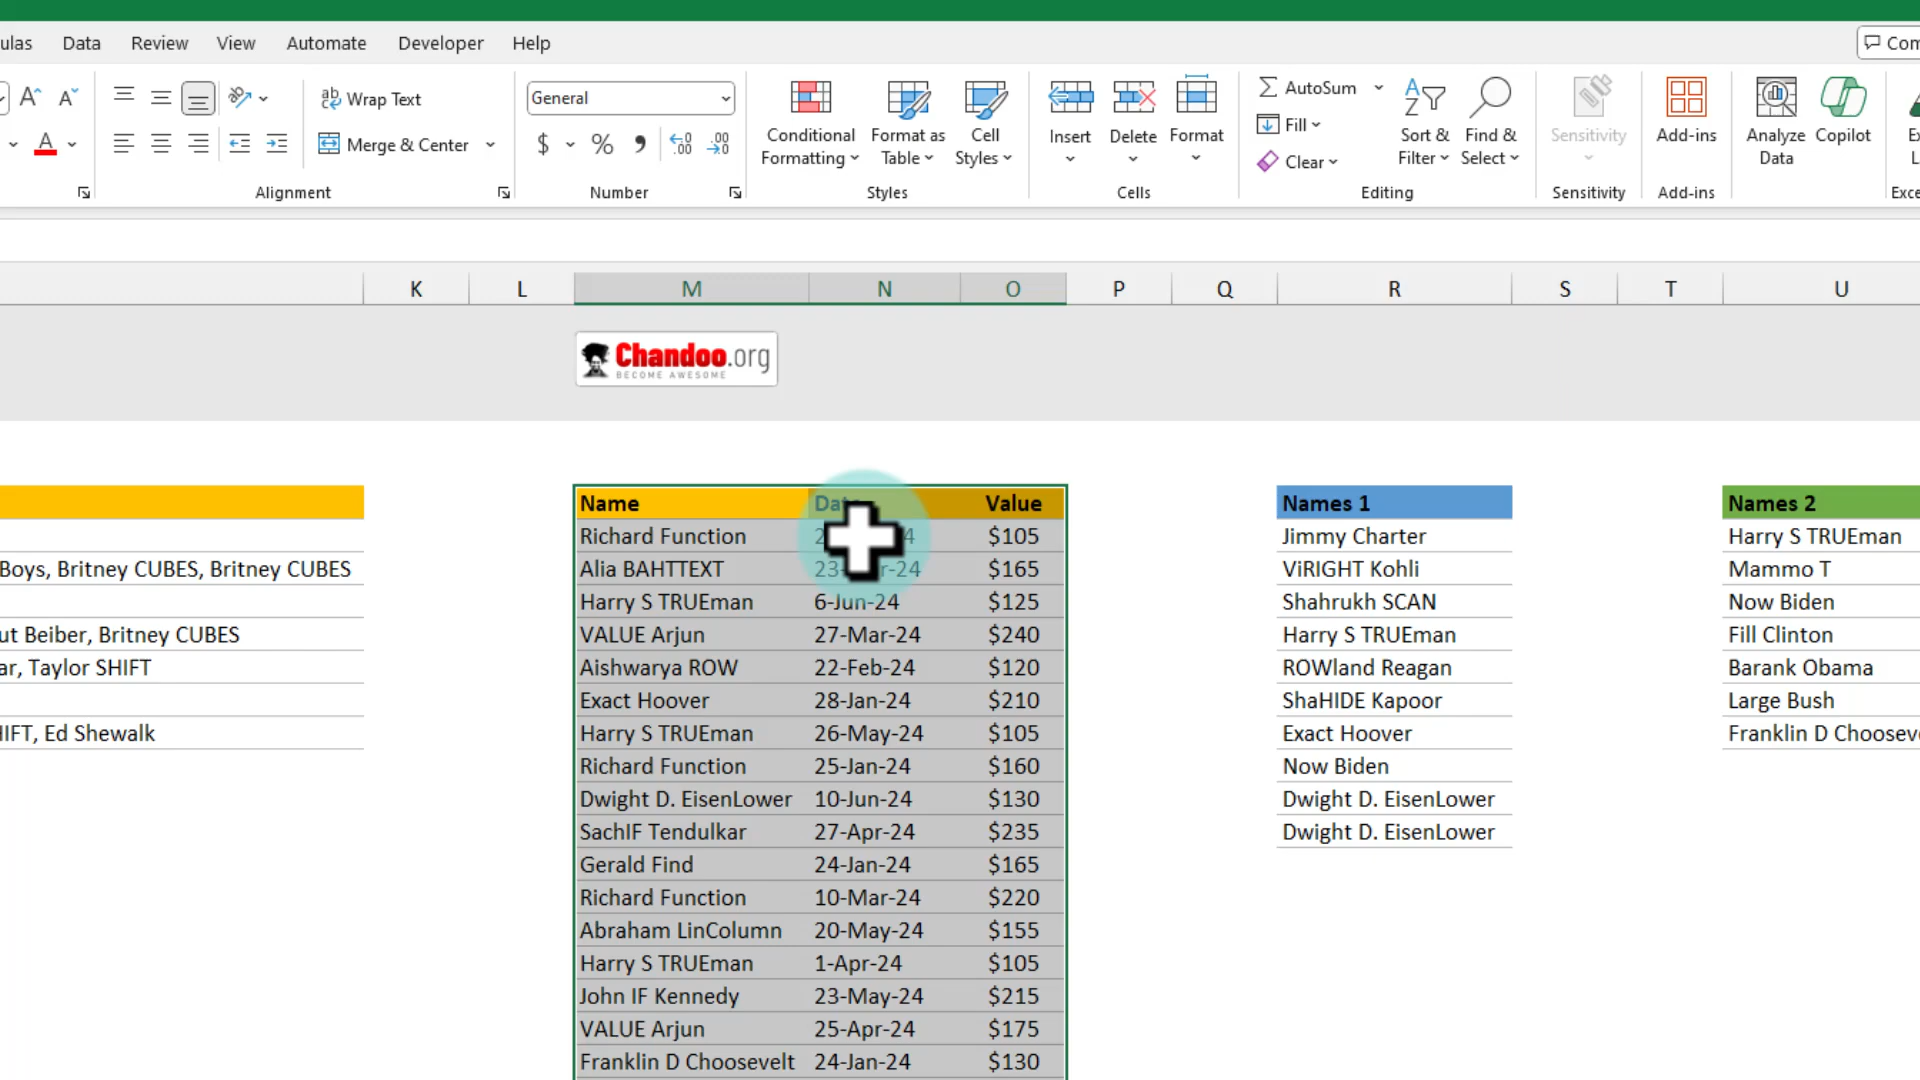 ulas Data Review View Automate Developer Help Com
Wrap Text General AutoSum
Merge & Center $ % Fill Clear
Conditional Formatting Format as Table Cell Styles Insert Delete Format Sort & Filter Find & Select Sensitivity Add-ins Analyze Data Copilot
Alignment Number Styles Cells Editing Sensitivity Add-ins Exce
K L M N O P Q R S T U
Chandoo.org
BECOME AWESOME
Name Date Value Names 1 Names 2
Richard Function $105 Jimmy Charter Harry S TRUEman
Boys, Britney CUBES, Britney CUBES Alia BAHTTEXT $165 ViRIGHT Kohli Mammo T
Harry S TRUEman 6-Jun-24 $125 Shahrukh SCAN Now Biden
ut Beiber, Britney CUBES VALUE Arjun 27-Mar-24 $240 Harry S TRUEman Fill Clinton
ar, Taylor SHIFT Aishwarya ROW 22-Feb-24 $120 ROWland Reagan Barank Obama
Exact Hoover 28-Jan-24 $210 ShaHIDE Kapoor Large Bush
IFT, Ed Shewalk Harry S TRUEman 26-May-24 $105 Exact Hoover Franklin D Choosev
Richard Function 25-Jan-24 $160 Now Biden
Dwight D. EisenLower 10-Jun-24 $130 Dwight D. EisenLower
SachIF Tendulkar 27-Apr-24 $235 Dwight D. EisenLower
Gerald Find 24-Jan-24 $165
Richard Function 10-Mar-24 $220
Abraham LinColumn 20-May-24 $155
Harry S TRUEman 1-Apr-24 $105
John IF Kennedy 23-May-24 $215
VALUE Arjun 25-Apr-24 $175
Franklin D Choosevelt 24-Jan-24 $130